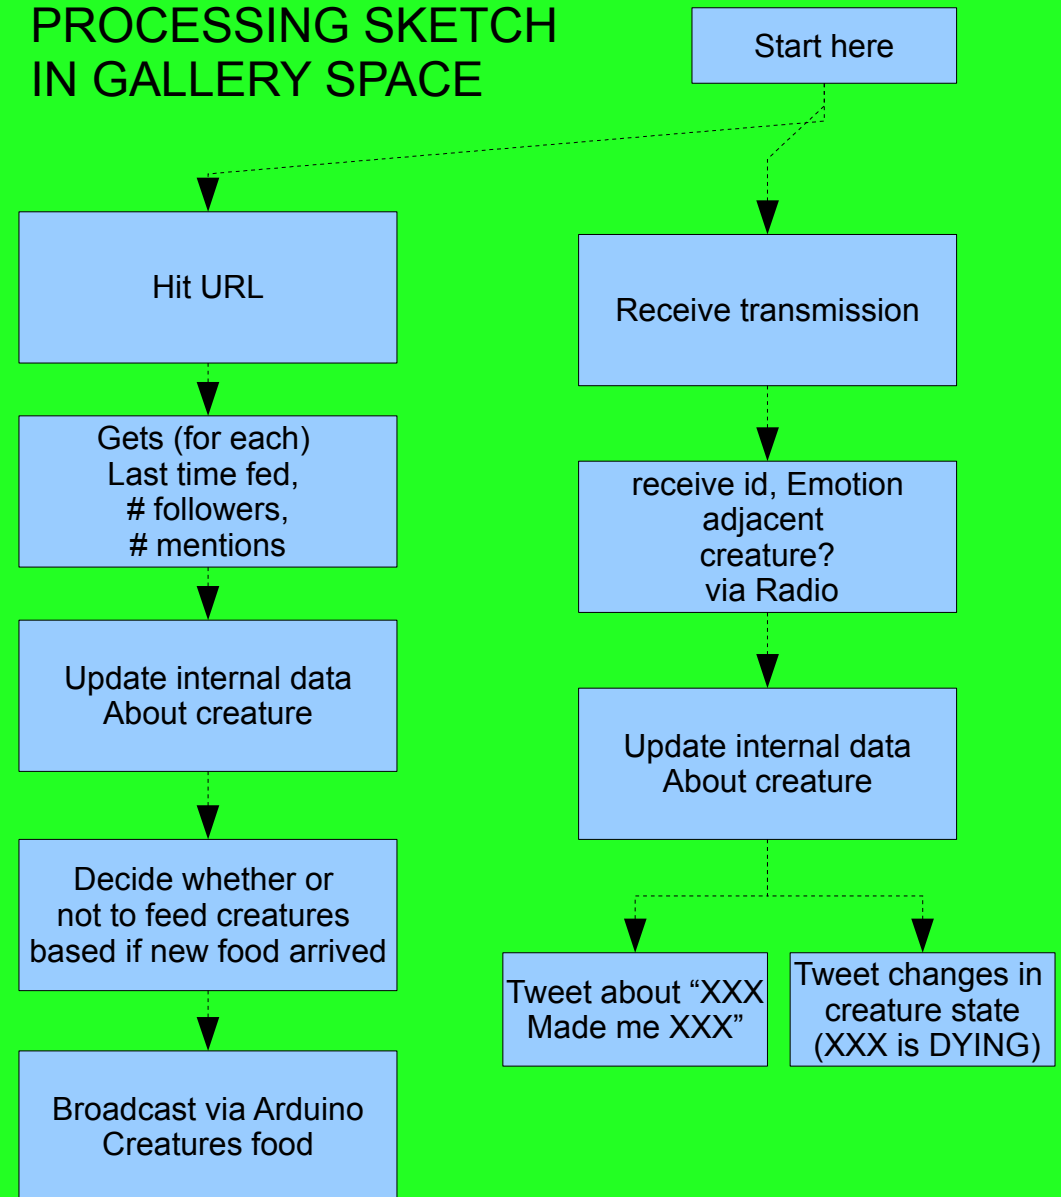 PROCESSING SKETCH
IN GALLERY SPACE
Start here
Hit URL
Gets (for each)
Last time fed,
# followers,
# mentions
Update internal data
About creature
Decide whether or
not to feed creatures
based if new food arrived
Broadcast via Arduino
Creatures food
Receive transmission
receive id, Emotion
adjacent
creature?
via Radio
Update internal data
About creature
Tweet about “XXX
Made me XXX”
Tweet changes in
creature state
(XXX is DYING)